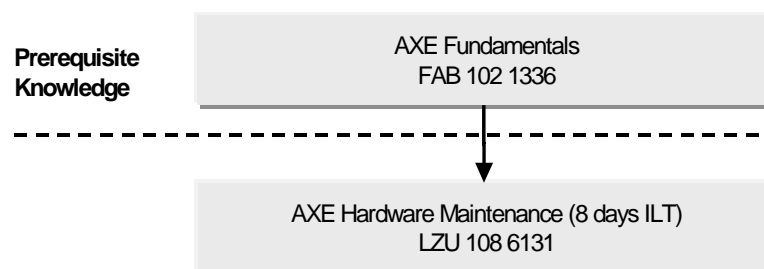 AXE Fundamentals
FAB 102 1336
Prerequisite
Knowledge
AXE Hardware Maintenance (8 days ILT)
LZU 108 6131